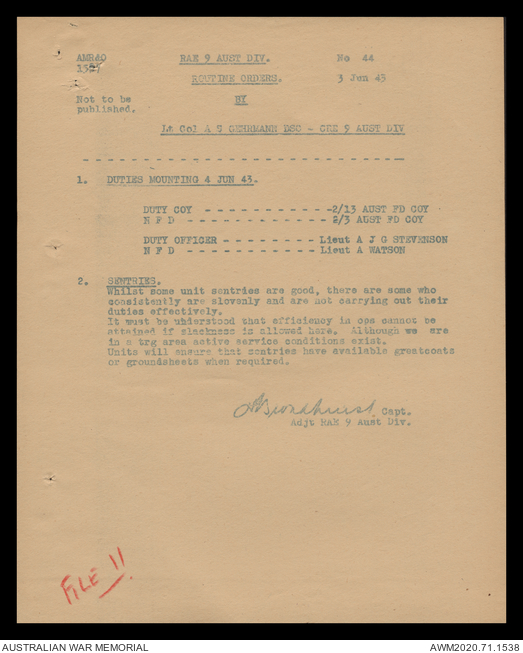 AMR&O RAE 9 AUST DIV. No 44
1527
ROUTINE ORDERS. 3 Jun 43
Not to be BY
published.
Lt Col A S GEHRMANN DSO - CRE 9 AUST DIV
1. DUTIES MOUNTING 4 JUN 43.
DUTY COY - - - - - - - - - - - -2/13 AUST FD COY
N F D - - - - - - - - - - - - 2/3 AUST FD COY
DUTY OFFICER - - - - - - - - Lieut A J G STEVENSON
N F D - - - - - - - - - - - - Lieut A WATSON
2. SENTRIES.
Whilst some unit sentries are good, there are some who
consistently are slovenly and are not carrying out their
duties effectively.
It must be understood that efficiency in ops cannot be
attained if slackness is allowed here. Although we are
in a trg area active service conditions exist.
Units will ensure that sentries have available greatcoats
or groundsheets when required.
Capt.
Adjt RAE 9 Aust Div.
FILE 11
AUSTRALIAN WAR MEMORIAL AWM2020.71.1538